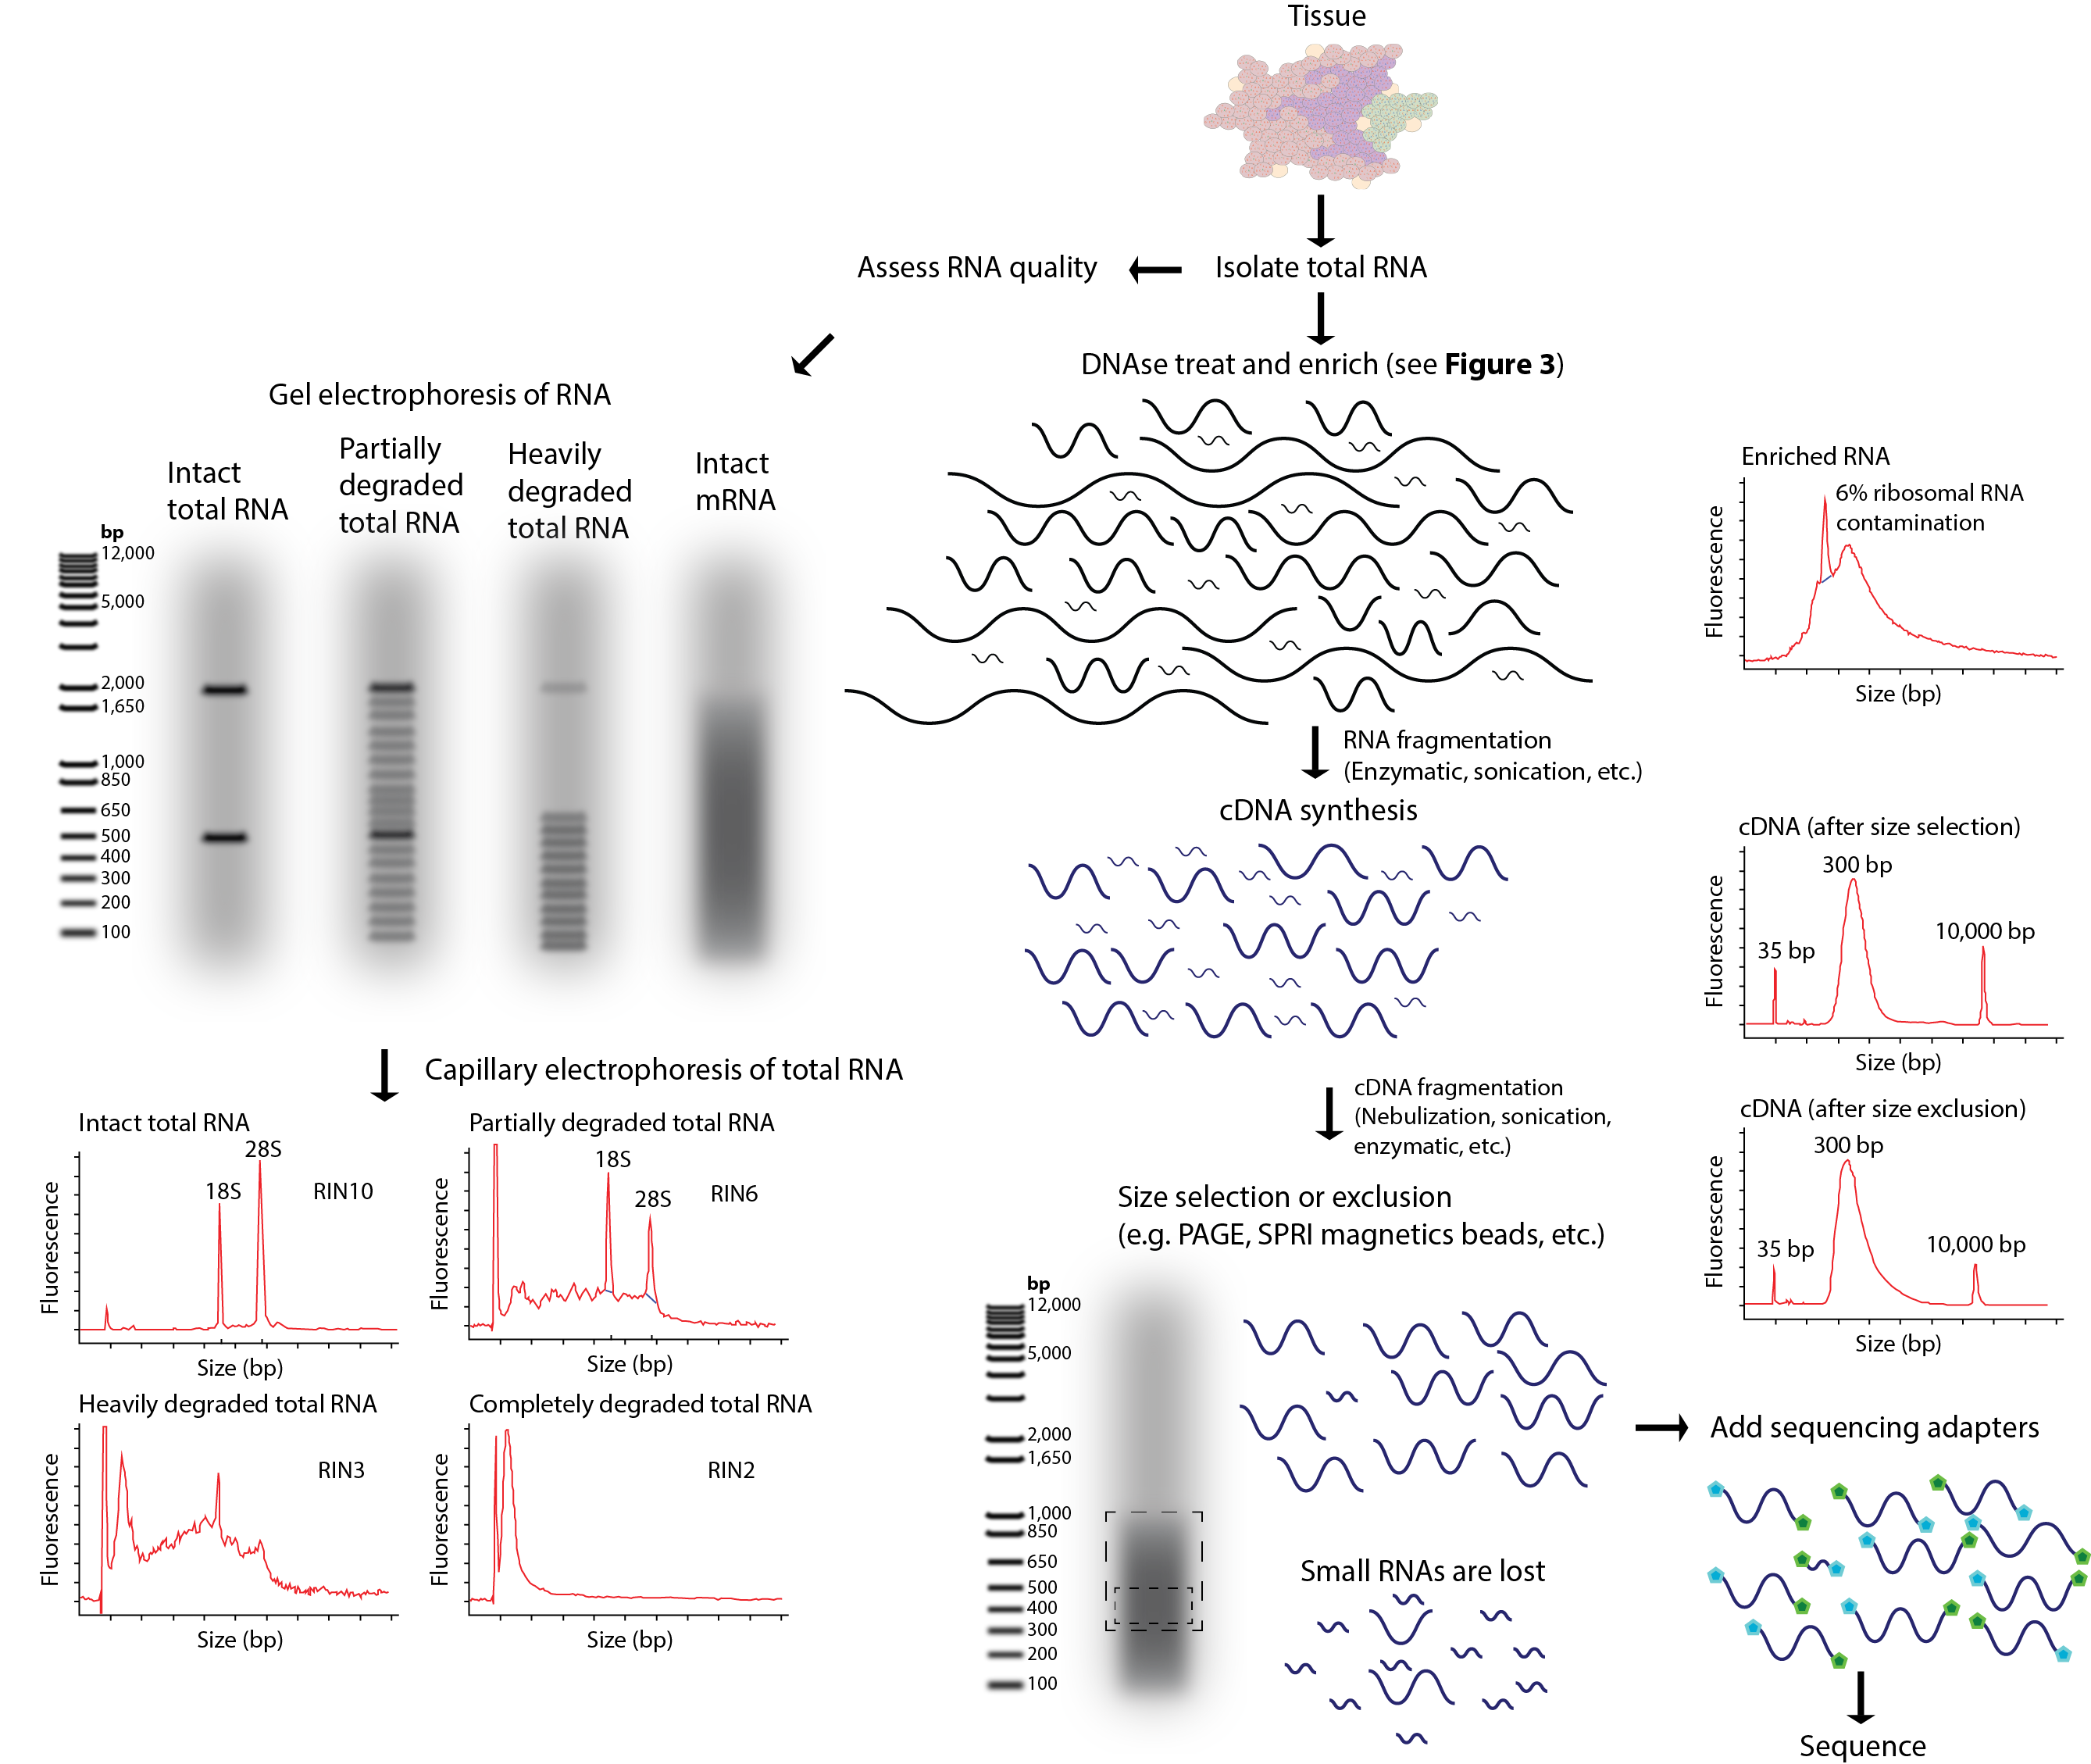 Tissue
Isolate total RNA
Assess RNA quality
DNAse treat and enrich (see Figure 3)
Gel electrophoresis of RNA
Intact
total RNA
Partially
degraded
total RNA
Heavily
degraded
total RNA
Intact
mRNA
bp
12,000
5,000
2,000
1,650
1,000
850
650
500
400
300
200
100
Capillary electrophoresis of total RNA
Intact total RNA
28S
18S
RIN10
Fluorescence
Size (bp)
Partially degraded total RNA
18S
28S
RIN6
Fluorescence
Size (bp)
Heavily degraded total RNA
RIN3
Fluorescence
Size (bp)
Completely degraded total RNA
RIN2
Fluorescence
Size (bp)
RNA fragmentation
(Enzymatic, sonication, etc.)
cDNA synthesis
cDNA fragmentation
(Nebulization, sonication,
enzymatic, etc.)
Size selection or exclusion
(e.g. PAGE, SPRI magnetics beads, etc.)
bp
12,000
5,000
2,000
1,650
1,000
850
650
500
400
300
200
100
Small RNAs are lost
Enriched RNA
6% ribosomal RNA
contamination
Fluorescence
Size (bp)
cDNA (after size selection)
300 bp
10,000 bp
35 bp
Fluorescence
Size (bp)
cDNA (after size exclusion)
300 bp
10,000 bp
35 bp
Fluorescence
Size (bp)
Add sequencing adapters
Sequence